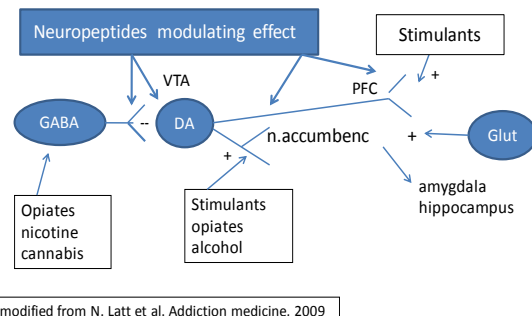 Neuropeptides modulating effect
Stimulants
VTA
PFC
+
GABA
--
DA
n.accumbenc
+
Glut
+
amygdala
hippocampus
Opiates
nicotine
cannabis
Stimulants
opiates
alcohol
modified from N. Latt et al. Addiction medicine. 2009